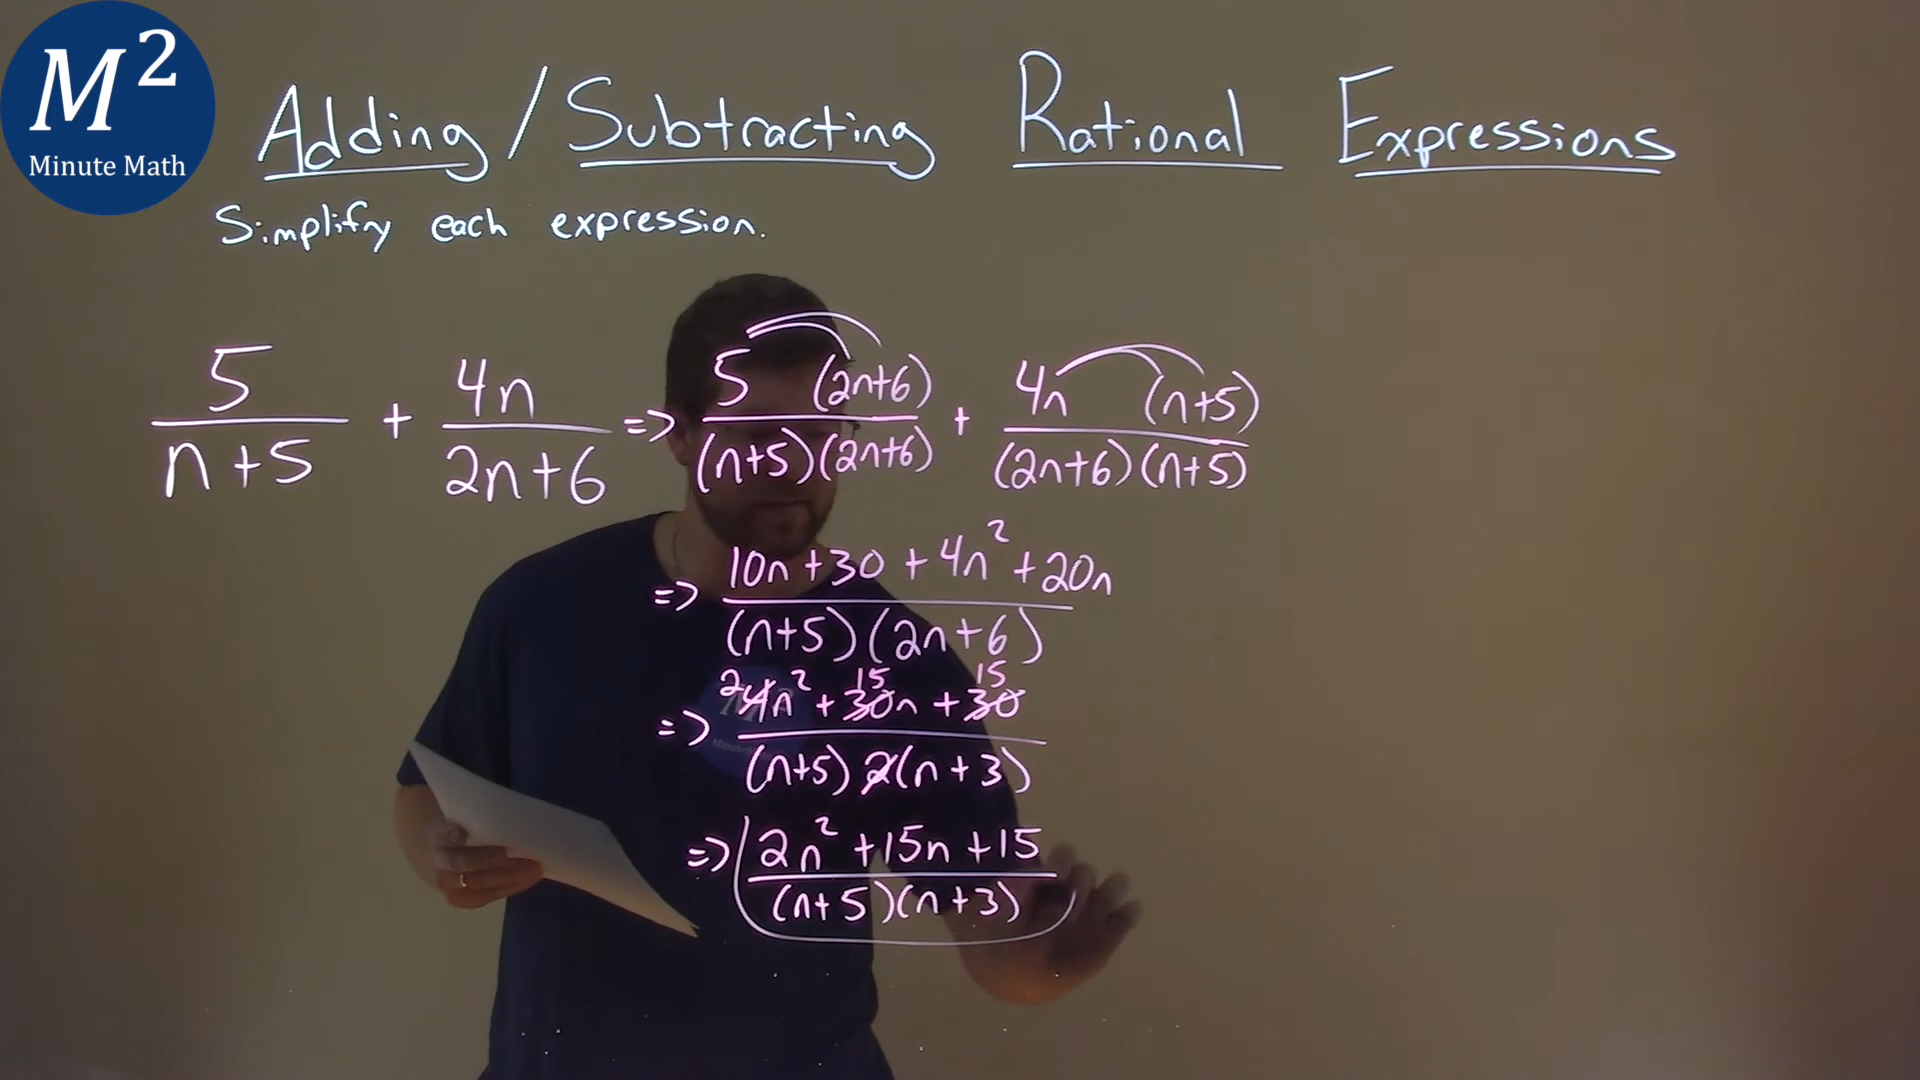 M²
Minute Math
Adding/Subtracting Rational Expressions
Simplify each expression.
5/(n+5) + 4n/(2n+6) => 5(2n+6)/((n+5)(2n+6)) + 4n(n+5)/((2n+6)(n+5))
=> (10n+30+4n²+20n)/((n+5)(2n+6))
2 15 15
=> (4n²+30n+30)/((n+5)2(n+3))
=> (2n²+15n+15)/((n+5)(n+3))